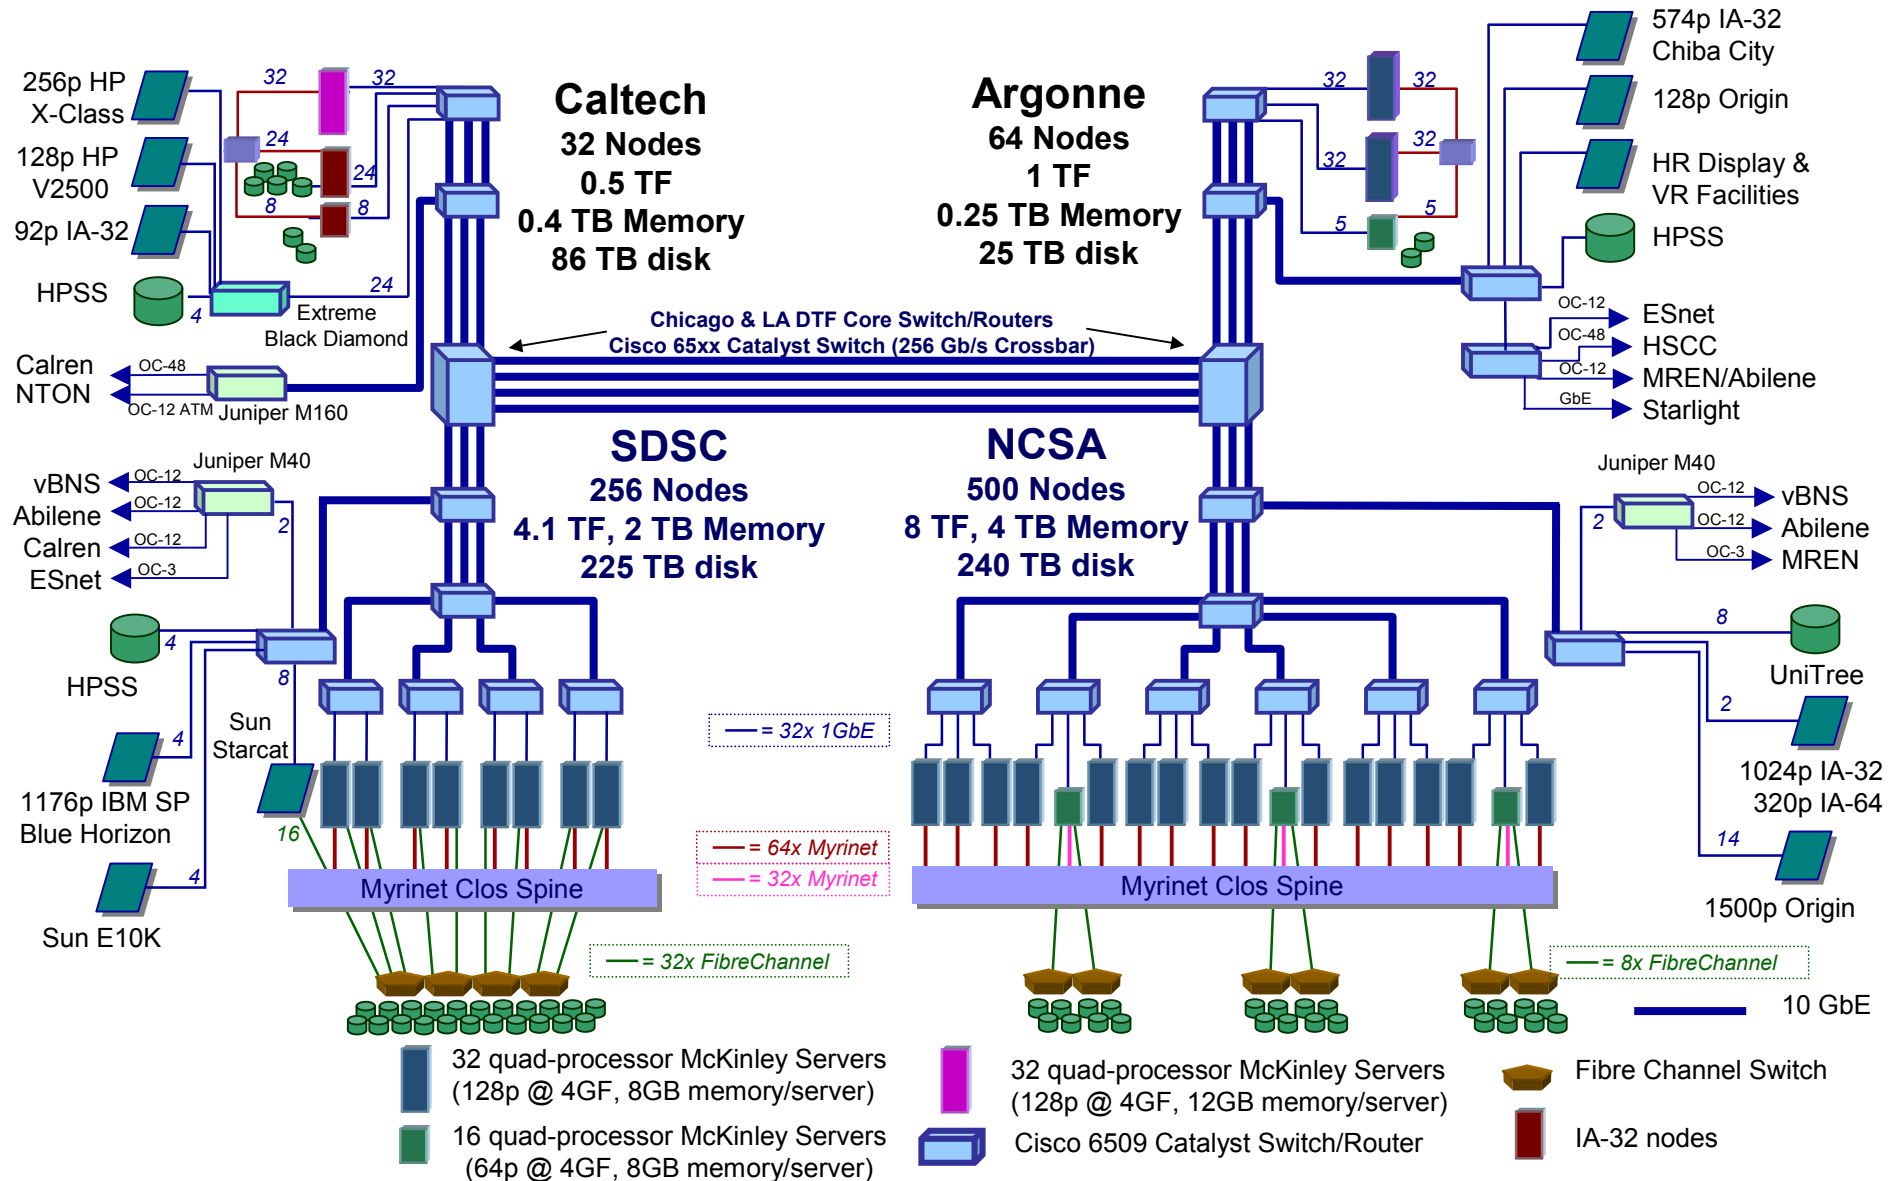 256p HP
X-Class
128p HP
V2500
92p IA-32
HPSS
4
32
32
24
24
8
8
24
Extreme
Black Diamond
Caltech
32 Nodes
0.5 TF
0.4 TB Memory
86 TB disk
Argonne
64 Nodes
1 TF
0.25 TB Memory
25 TB disk
32
32
32
32
5
5
574p IA-32
Chiba City
128p Origin
HR Display &
VR Facilities
HPSS
OC-12
ESnet
OC-48
HSCC
OC-12
MREN/Abilene
GbE
Starlight
Chicago & LA DTF Core Switch/Routers
Cisco 65xx Catalyst Switch (256 Gb/s Crossbar)
Calren
OC-48
NTON
OC-12 ATM
Juniper M160
SDSC
256 Nodes
4.1 TF, 2 TB Memory
225 TB disk
NCSA
500 Nodes
8 TF, 4 TB Memory
240 TB disk
Juniper M40
vBNS
OC-12
Abilene
OC-12
Calren
OC-12
ESnet
OC-3
2
HPSS
4
8
Sun
Starcat
4
1176p IBM SP
Blue Horizon
16
4
Sun E10K
Juniper M40
2
OC-12
vBNS
OC-12
Abilene
OC-3
MREN
8
UniTree
2
1024p IA-32
320p IA-64
14
1500p Origin
= 32x 1GbE
= 64x Myrinet
= 32x Myrinet
Myrinet Clos Spine
Myrinet Clos Spine
= 32x FibreChannel
= 8x FibreChannel
10 GbE
32 quad-processor McKinley Servers
(128p @ 4GF, 8GB memory/server)
16 quad-processor McKinley Servers
(64p @ 4GF, 8GB memory/server)
32 quad-processor McKinley Servers
(128p @ 4GF, 12GB memory/server)
Cisco 6509 Catalyst Switch/Router
Fibre Channel Switch
IA-32 nodes